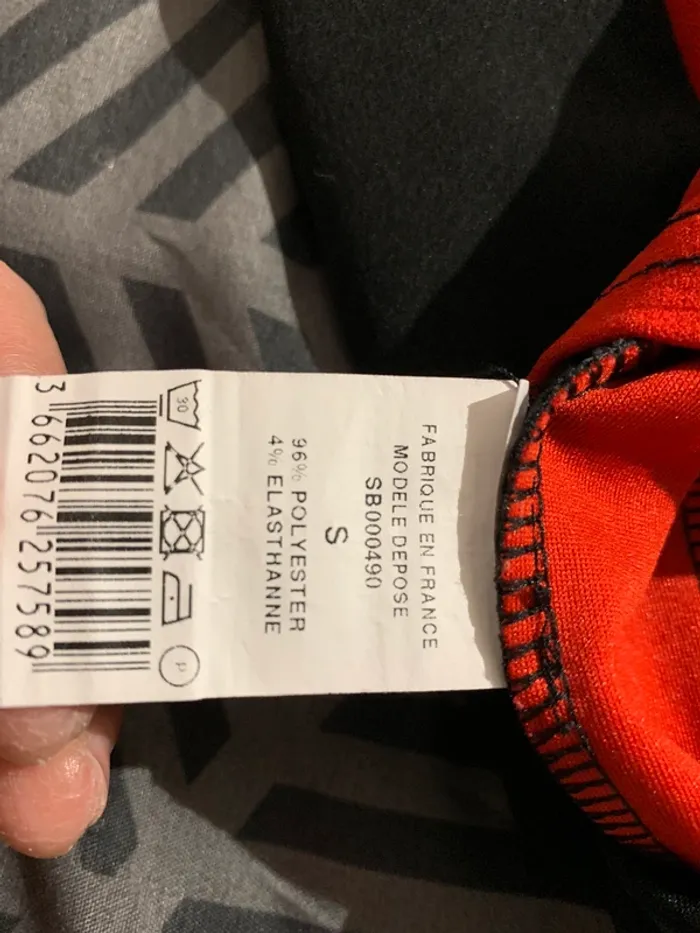 FABRIQUE EN FRANCE
MODELE DEPOSE
SB000490
S
96% POLYESTER
4% ELASTHANNE
30
P
3 662076 257589